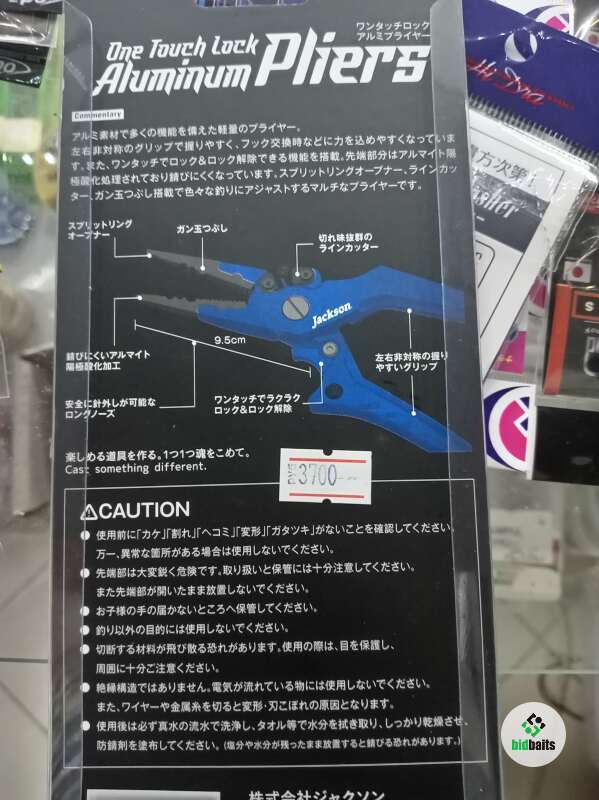 One Touch Lock
Aluminum Pliers
ワンタッチロック
アルミプライヤー
Commentary
アルミ素材で多くの機能を備えた軽量のプライヤー。
左右非対称のグリップで握りやすく、フック交換時などに力を込めやすくなっていま
す。また、ワンタッチでロック&ロック解除できる機能を搭載。先端部分はアルマイト陽
極酸化処理されており錆びにくくなっています。スプリットリングオープナー、ラインカッ
ター、ガン玉つぶし搭載で色々な釣りにアジャストするマルチなプライヤーです。
スプリットリング
オープナー
ガン玉つぶし
切れ味抜群の
ラインカッター
Jackson
9.5cm
錆びにくいアルマイト
陽極酸化加工
左右非対称の握り
やすいグリップ
安全に針外しが可能な
ロングノーズ
ワンタッチでラクラク
ロック&ロック解除
楽しめる道具を作る。1つ1つ魂をこめて。
Cast something different.
3700
CAUTION
● 使用前に「カケ」「割れ」「ヘコミ」「変形」「ガタツキ」がないことを確認してください。
万一、異常な箇所がある場合は使用しないでください。
● 先端部は大変鋭く危険です。取り扱いと保管には十分注意してください。
また先端部が開いたまま放置しないでください。
● お子様の手の届かないところへ保管してください。
● 釣り以外の目的には使用しないでください。
● 切断する材料が飛び散る恐れがあります。使用の際は、目を保護し、
周囲に十分ご注意ください。
● 絶縁構造ではありません。電気が流れている物には使用しないでください。
また、ワイヤーや金属糸を切ると変形・刃こぼれの原因となります。
● 使用後は必ず真水の流水で洗浄し、タオル等で水分を拭き取り、しっかり乾燥させ、
防錆剤を塗布してください。(塩分や水分が残ったまま放置すると錆びる恐れがあります。)
株式会社ジャクソン
bidbaits